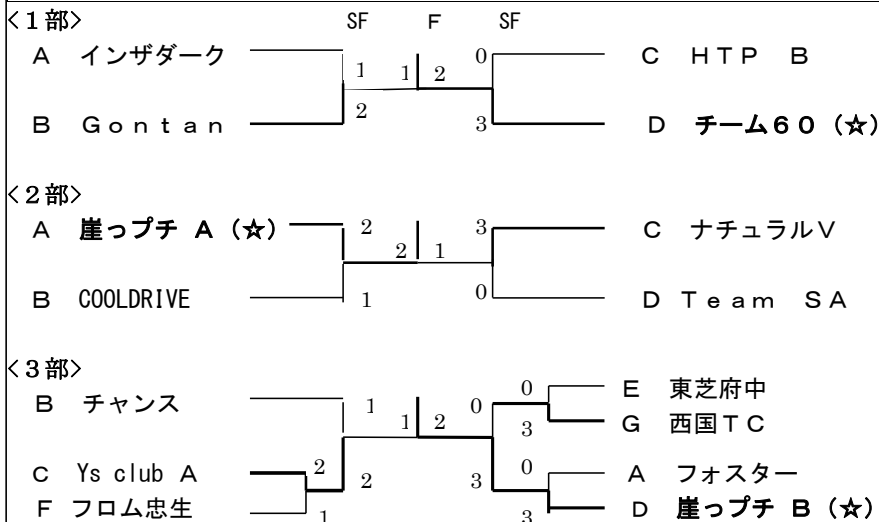 <１部> SF F SF
A インザダーク 1 1 2 0 C ＨＴＰ Ｂ
B Ｇｏｎｔａｎ 2 3 D チーム６０（☆）
<２部>
A 崖っプチ Ａ（☆） 2 2 1 3 C ナチュラルＶ
B COOLDRIVE 1 0 D Ｔｅａｍ ＳＡ
<３部>
B チャンス 1 1 2 0 0 E 東芝府中
3 G 西国ＴＣ
C Ys club A 2 2 3 0 A フォスター
F フロム忠生 1 3 D 崖っプチ Ｂ（☆）